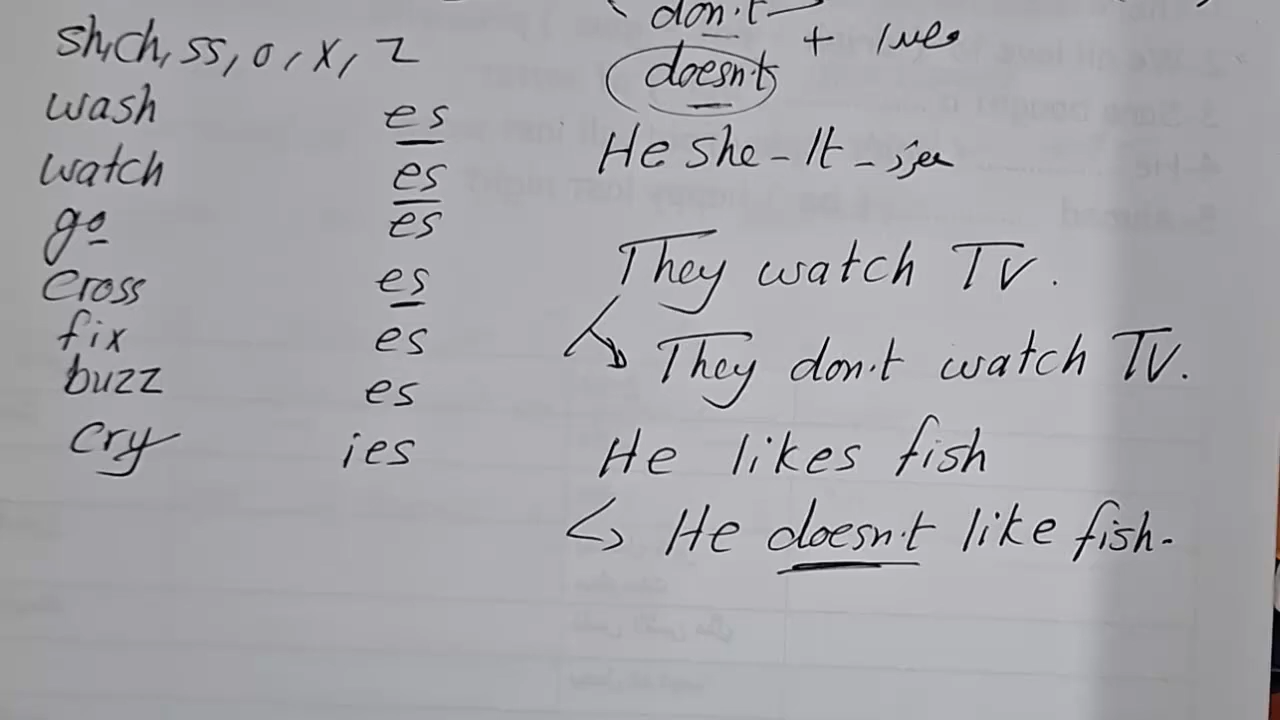 sh, ch, ss, o, x, z
wash es
watch es
go es
cross es
fix es
buzz es
cry ies
don't
doesn't +
He she - It - مفرد
They watch TV.
They don't watch TV.
He likes fish
He doesn't like fish.